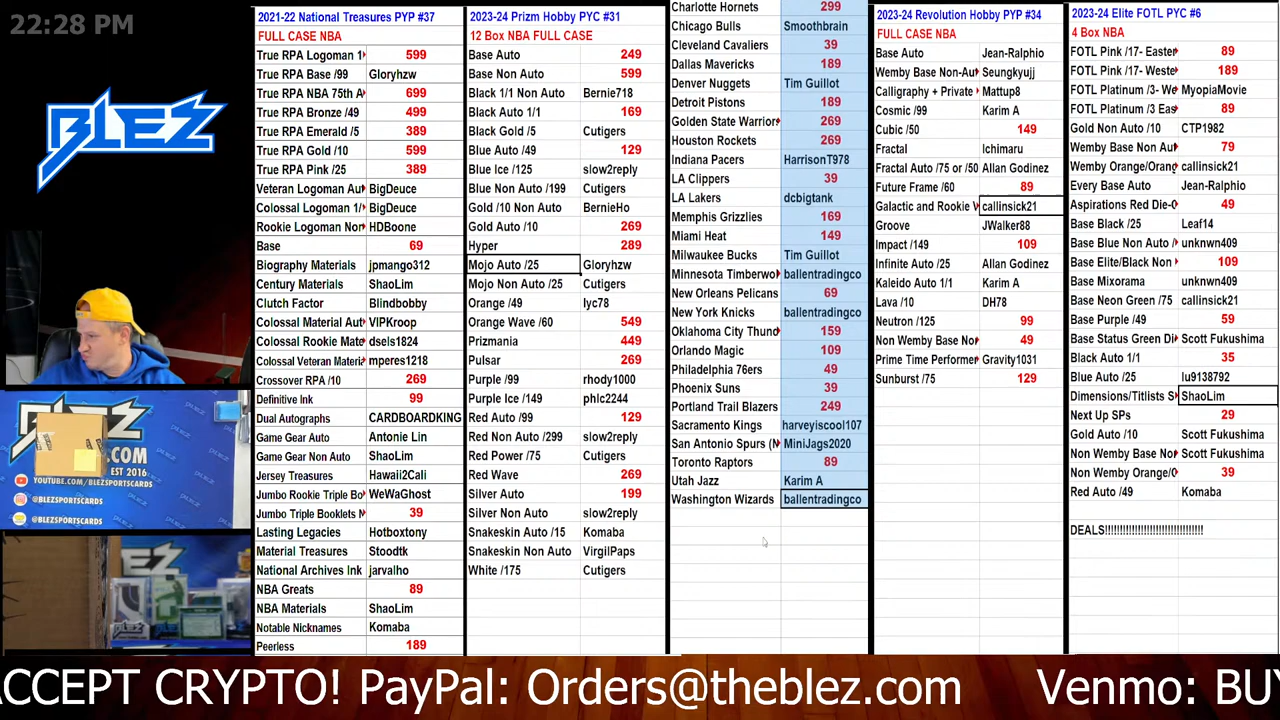 22:28 PM
BLEZ
BLEZ
.COM
EST 2016
YOUTUBE.COM/BLEZSPORTSCARDS
@BLEZSPORTSCARDS
@BLEZSPORTSCARDS
2021-22 National Treasures PYP #37
FULL CASE NBA
True RPA Logoman 1 599
True RPA Base /99 Gloryhzw
True RPA NBA 75th A 699
True RPA Bronze /49 499
True RPA Emerald /5 389
True RPA Gold /10 599
True RPA Pink /25 389
Veteran Logoman Au BigDeuce
Colossal Logoman 1/ BigDeuce
Rookie Logoman Non HDBoone
Base 69
Biography Materials jpmango312
Century Materials ShaoLim
Clutch Factor Blindbobby
Colossal Material Aut VIPKroop
Colossal Rookie Mate dsels1824
Colossal Veteran Materi mperes1218
Crossover RPA /10 269
Definitive Ink 99
Dual Autographs CARDBOARDKING
Game Gear Auto Antonie Lin
Game Gear Non Auto ShaoLim
Jersey Treasures Hawaii2Cali
Jumbo Rookie Triple Bo WeWaGhost
Jumbo Triple Booklets N 39
Lasting Legacies Hotboxtony
Material Treasures Stoodtk
National Archives Ink jarvalho
NBA Greats 89
NBA Materials ShaoLim
Notable Nicknames Komaba
Peerless 189
2023-24 Prizm Hobby PYC #31
12 Box NBA FULL CASE
Base Auto 249
Base Non Auto 599
Black 1/1 Non Auto Bernie718
Black Auto 1/1 169
Black Gold /5 Cutigers
Blue Auto /49 129
Blue Ice /125 slow2reply
Blue Non Auto /199 Cutigers
Gold /10 Non Auto BernieHo
Gold Auto /10 269
Hyper 289
Mojo Auto /25 Gloryhzw
Mojo Non Auto /25 Cutigers
Orange /49 lyc78
Orange Wave /60 549
Prizmania 449
Pulsar 269
Purple /99 rhody1000
Purple Ice /149 phlc2244
Red Auto /99 129
Red Non Auto /299 slow2reply
Red Power /75 Cutigers
Red Wave 269
Silver Auto 199
Silver Non Auto slow2reply
Snakeskin Auto /15 Komaba
Snakeskin Non Auto VirgilPaps
White /175 Cutigers
Charlotte Hornets 299
Chicago Bulls Smoothbrain
Cleveland Cavaliers 39
Dallas Mavericks 189
Denver Nuggets Tim Guillot
Detroit Pistons 189
Golden State Warrior 269
Houston Rockets 269
Indiana Pacers HarrisonT978
LA Clippers 39
LA Lakers dcbigtank
Memphis Grizzlies 169
Miami Heat 149
Milwaukee Bucks Tim Guillot
Minnesota Timberwo ballentradingco
New Orleans Pelicans 69
New York Knicks ballentradingco
Oklahoma City Thund 159
Orlando Magic 109
Philadelphia 76ers 49
Phoenix Suns 39
Portland Trail Blazers 249
Sacramento Kings harveyiscool107
San Antonio Spurs (N MiniJags2020
Toronto Raptors 89
Utah Jazz Karim A
Washington Wizards ballentradingco
2023-24 Revolution Hobby PYP #34
FULL CASE NBA
Base Auto Jean-Ralphio
Wemby Base Non-Au Seungkyujj
Calligraphy + Private Mattup8
Cosmic /99 Karim A
Cubic /50 149
Fractal Ichimaru
Fractal Auto /75 or /50 Allan Godinez
Future Frame /60 89
Galactic and Rookie V callinsick21
Groove JWalker88
Impact /149 109
Infinite Auto /25 Allan Godinez
Kaleido Auto 1/1 Karim A
Lava /10 DH78
Neutron /125 99
Non Wemby Base Nor 49
Prime Time Performer Gravity1031
Sunburst /75 129
2023-24 Elite FOTL PYC #6
4 Box NBA
FOTL Pink /17- Easter 89
FOTL Pink /17- Weste 189
FOTL Platinum /3- We MyopiaMovie
FOTL Platinum /3 Eas 89
Gold Non Auto /10 CTP1982
Wemby Base Non Au 79
Wemby Orange/Orang callinsick21
Every Base Auto Jean-Ralphio
Aspirations Red Die-C 49
Base Black /25 Leaf14
Base Blue Non Auto / unknwn409
Base Elite/Black Non 109
Base Mixorama unknwn409
Base Neon Green /75 callinsick21
Base Purple /49 59
Base Status Green Di Scott Fukushima
Black Auto 1/1 35
Blue Auto /25 lu9138792
Dimensions/Titlists S ShaoLim
Next Up SPs 29
Gold Auto /10 Scott Fukushima
Non Wemby Base No Scott Fukushima
Non Wemby Orange/O 39
Red Auto /49 Komaba
DEALS!!!!!!!!!!!!!!!!!!!!!!!!!!!!!!!!!
CCEPT CRYPTO! PayPal: Orders@theblez.com Venmo: BUY